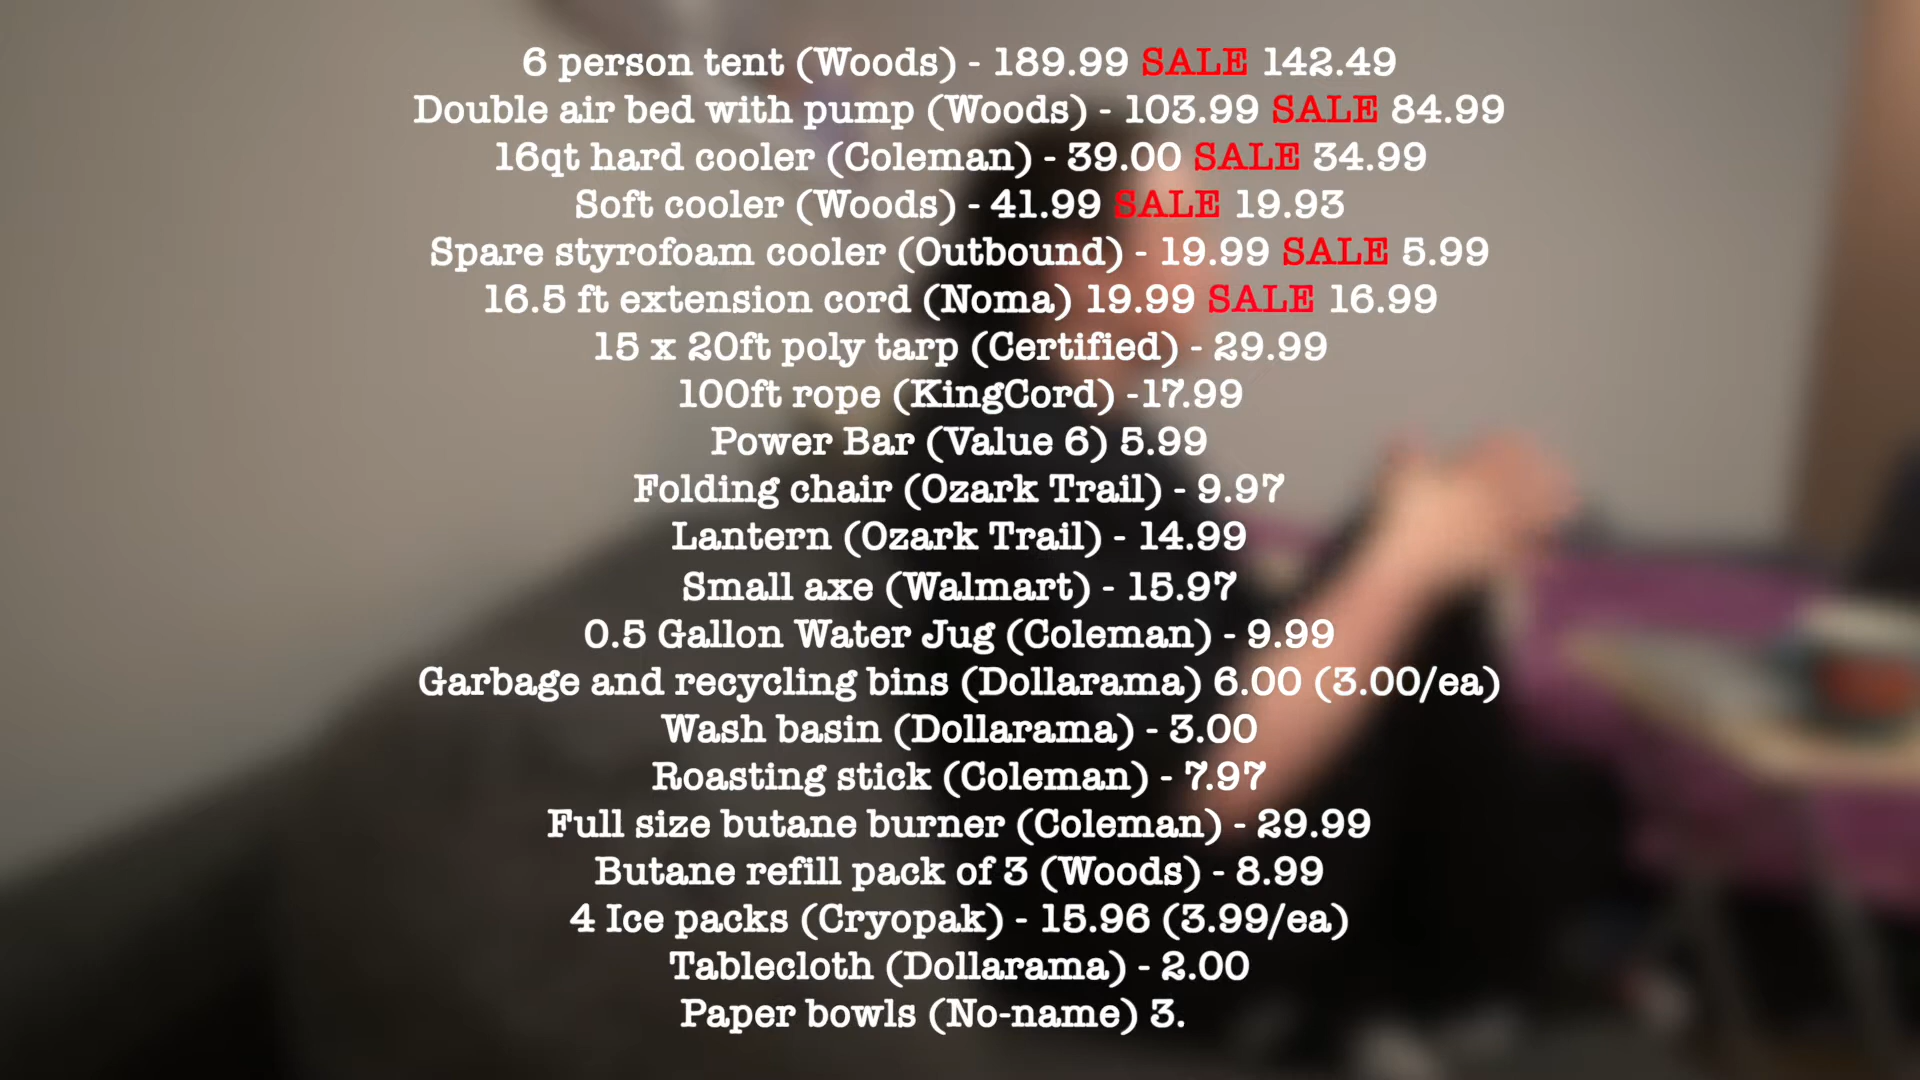 6 person tent (Woods) - 189.99 SALE 142.49
Double air bed with pump (Woods) - 103.99 SALE 84.99
16qt hard cooler (Coleman) - 39.00 SALE 34.99
Soft cooler (Woods) - 41.99 SALE 19.93
Spare styrofoam cooler (Outbound) - 19.99 SALE 5.99
16.5 ft extension cord (Noma) 19.99 SALE 16.99
15 x 20ft poly tarp (Certified) - 29.99
100ft rope (KingCord) -17.99
Power Bar (Value 6) 5.99
Folding chair (Ozark Trail) - 9.97
Lantern (Ozark Trail) - 14.99
Small axe (Walmart) - 15.97
0.5 Gallon Water Jug (Coleman) - 9.99
Garbage and recycling bins (Dollarama) 6.00 (3.00/ea)
Wash basin (Dollarama) - 3.00
Roasting stick (Coleman) - 7.97
Full size butane burner (Coleman) - 29.99
Butane refill pack of 3 (Woods) - 8.99
4 Ice packs (Cryopak) - 15.96 (3.99/ea)
Tablecloth (Dollarama) - 2.00
Paper bowls (No-name) 3.